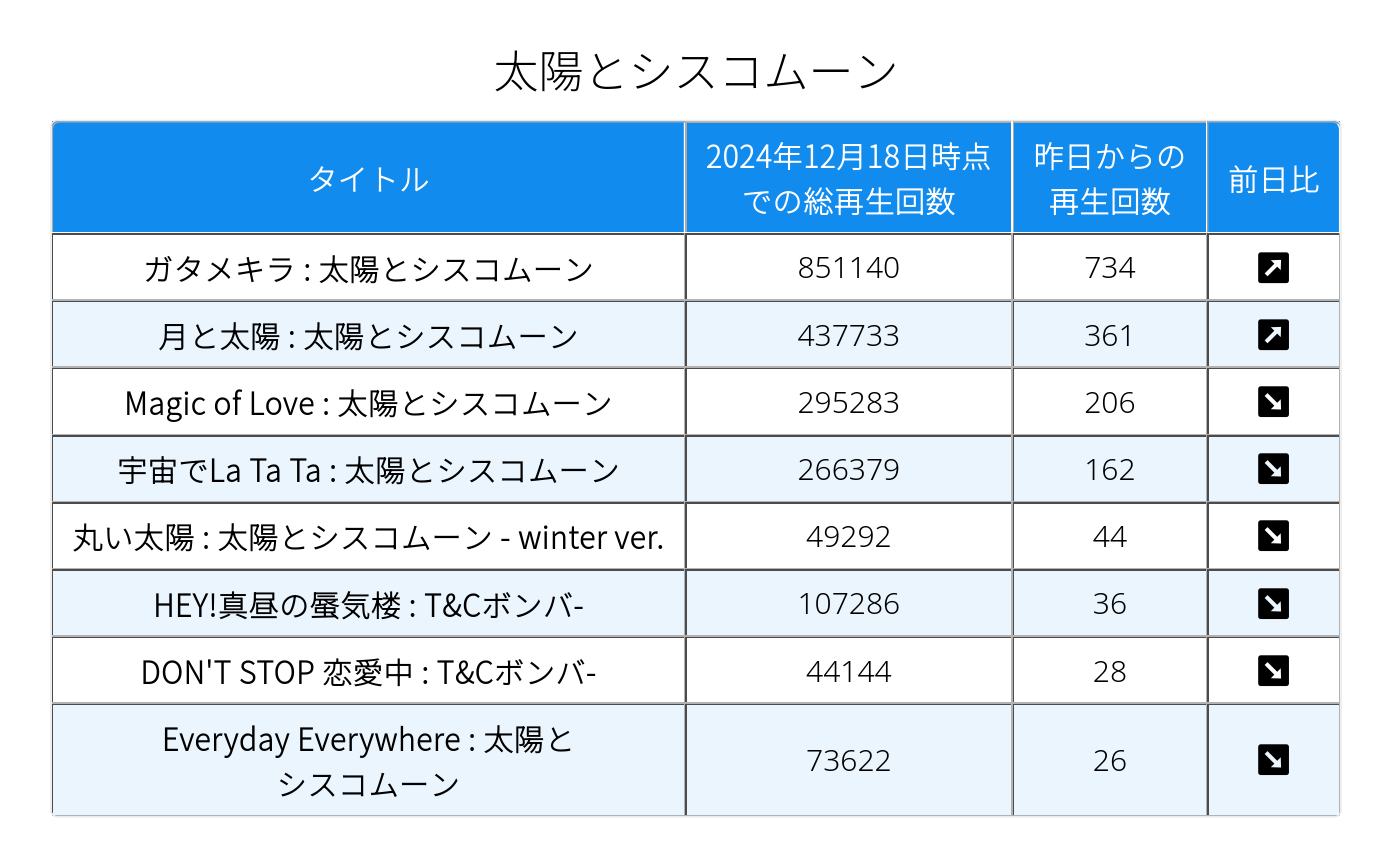 太陽とシスコムーン
タイトル
2024年12月18日時点
での総再生回数
昨日からの
再生回数
前日比
ガタメキラ : 太陽とシスコムーン
851140
734
月と太陽 : 太陽とシスコムーン
437733
361
Magic of Love : 太陽とシスコムーン
295283
206
宇宙でLa Ta Ta : 太陽とシスコムーン
266379
162
丸い太陽 : 太陽とシスコムーン - winter ver.
49292
44
HEY!真昼の蜃気楼 : T&Cボンバ-
107286
36
DON'T STOP 恋愛中 : T&Cボンバ-
44144
28
Everyday Everywhere : 太陽と
シスコムーン
73622
26